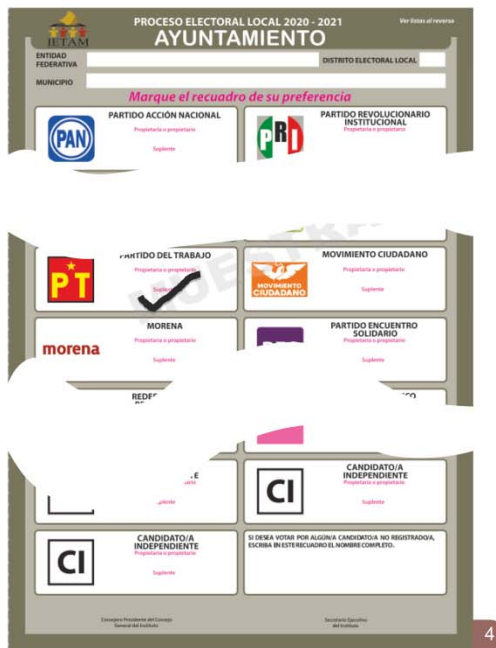 PROCESO ELECTORAL LOCAL 2020 - 2021
Ver listas al reverso
AYUNTAMIENTO
IETAM
ENTIDAD
FEDERATIVA
DISTRITO ELECTORAL LOCAL
MUNICIPIO
Marque el recuadro de su preferencia
PAN
PARTIDO ACCIÓN NACIONAL
Propietaria o propietario
Suplente
PRI
PARTIDO REVOLUCIONARIO
INSTITUCIONAL
Propietaria o propietario
PT
PARTIDO DEL TRABAJO
Propietaria o propietario
Suplente
MOVIMIENTO
CIUDADANO
MOVIMIENTO CIUDADANO
Propietaria o propietario
Suplente
morena
MORENA
Propietaria o propietario
Suplente
PARTIDO ENCUENTRO
SOLIDARIO
Propietaria o propietario
Suplente
CI
CANDIDATO/A
INDEPENDIENTE
Propietaria o propietario
Suplente
CI
CANDIDATO/A
INDEPENDIENTE
Propietaria o propietario
Suplente
SI DESEA VOTAR POR ALGÚN/A CANDIDATO/A NO REGISTRADO/A,
ESCRIBA EN ESTE RECUADRO EL NOMBRE COMPLETO.
Consejero Presidente del Consejo
General del Instituto
Secretario Ejecutivo
del Instituto
4